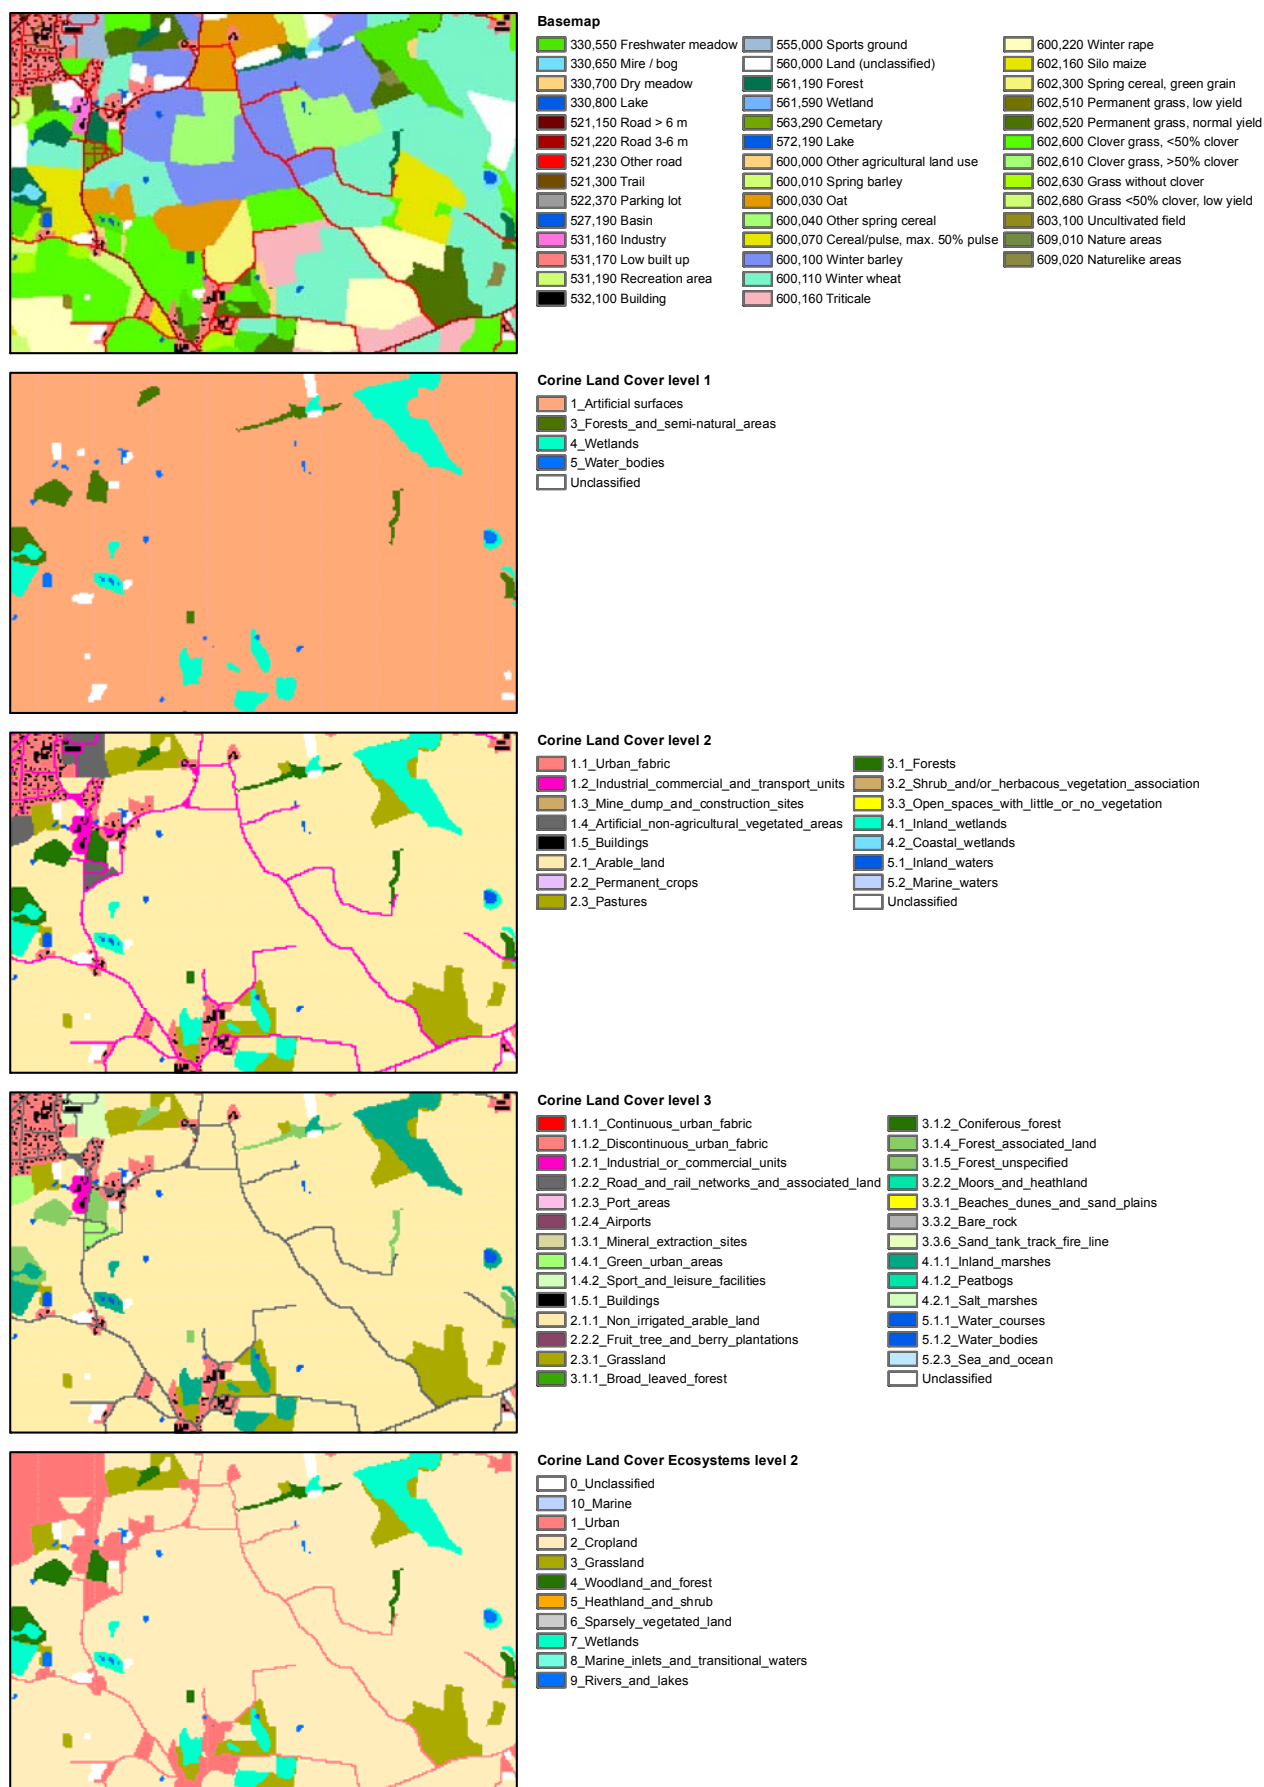 Basemap
330,550 Freshwater meadow
330,650 Mire / bog
330,700 Dry meadow
330,800 Lake
521,150 Road > 6 m
521,220 Road 3-6 m
521,230 Other road
521,300 Trail
522,370 Parking lot
527,190 Basin
531,160 Industry
531,170 Low built up
531,190 Recreation area
532,100 Building
555,000 Sports ground
560,000 Land (unclassified)
561,190 Forest
561,590 Wetland
563,290 Cemetary
572,190 Lake
600,000 Other agricultural land use
600,010 Spring barley
600,030 Oat
600,040 Other spring cereal
600,070 Cereal/pulse, max. 50% pulse
600,100 Winter barley
600,110 Winter wheat
600,160 Triticale
600,220 Winter rape
602,160 Silo maize
602,300 Spring cereal, green grain
602,510 Permanent grass, low yield
602,520 Permanent grass, normal yield
602,600 Clover grass, <50% clover
602,610 Clover grass, >50% clover
602,630 Grass without clover
602,680 Grass <50% clover, low yield
603,100 Uncultivated field
609,010 Nature areas
609,020 Naturelike areas
Corine Land Cover level 1
1_Artificial surfaces
3_Forests_and_semi-natural_areas
4_Wetlands
5_Water_bodies
Unclassified
Corine Land Cover level 2
1.1_Urban_fabric
1.2_Industrial_commercial_and_transport_units
1.3_Mine_dump_and_construction_sites
1.4_Artificial_non-agricultural_vegetated_areas
1.5_Buildings
2.1_Arable_land
2.2_Permanent_crops
2.3_Pastures
3.1_Forests
3.2_Shrub_and/or_herbacous_vegetation_association
3.3_Open_spaces_with_little_or_no_vegetation
4.1_Inland_wetlands
4.2_Coastal_wetlands
5.1_Inland_waters
5.2_Marine_waters
Unclassified
Corine Land Cover level 3
1.1.1_Continuous_urban_fabric
1.1.2_Discontinuous_urban_fabric
1.2.1_Industrial_or_commercial_units
1.2.2_Road_and_rail_networks_and_associated_land
1.2.3_Port_areas
1.2.4_Airports
1.3.1_Mineral_extraction_sites
1.4.1_Green_urban_areas
1.4.2_Sport_and_leisure_facilities
1.5.1_Buildings
2.1.1_Non_irrigated_arable_land
2.2.2_Fruit_tree_and_berry_plantations
2.3.1_Grassland
3.1.1_Broad_leaved_forest
3.1.2_Coniferous_forest
3.1.4_Forest_associated_land
3.1.5_Forest_unspecified
3.2.2_Moors_and_heathland
3.3.1_Beaches_dunes_and_sand_plains
3.3.2_Bare_rock
3.3.6_Sand_tank_track_fire_line
4.1.1_Inland_marshes
4.1.2_Peatbogs
4.2.1_Salt_marshes
5.1.1_Water_courses
5.1.2_Water_bodies
5.2.3_Sea_and_ocean
Unclassified
Corine Land Cover Ecosystems level 2
0_Unclassified
10_Marine
1_Urban
2_Cropland
3_Grassland
4_Woodland_and_forest
5_Heathland_and_shrub
6_Sparsely_vegetated_land
7_Wetlands
8_Marine_inlets_and_transitional_waters
9_Rivers_and_lakes